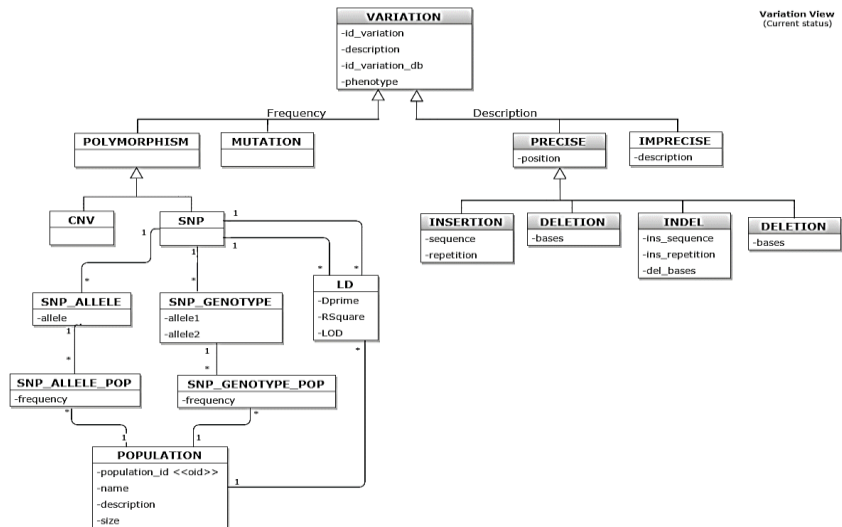 VARIATION
-id_variation
-description
-id_variation_db
-phenotype
Variation View
(Current status)
Frequency
Description
POLYMORPHISM
MUTATION
PRECISE
-position
IMPRECISE
-description
CNV
SNP
INSERTION
-sequence
-repetition
DELETION
-bases
INDEL
-ins_sequence
-ins_repetition
-del_bases
DELETION
-bases
1
1
1
1
1
*
*
*
*
SNP_ALLELE
-allele
SNP_GENOTYPE
-allele1
-allele2
LD
-Dprime
-RSquare
-LOD
1
*
1
*
*
SNP_ALLELE_POP
-frequency
SNP_GENOTYPE_POP
-frequency
*
1
*
1
POPULATION
-population_id <<oid>>
-name
-description
-size
1